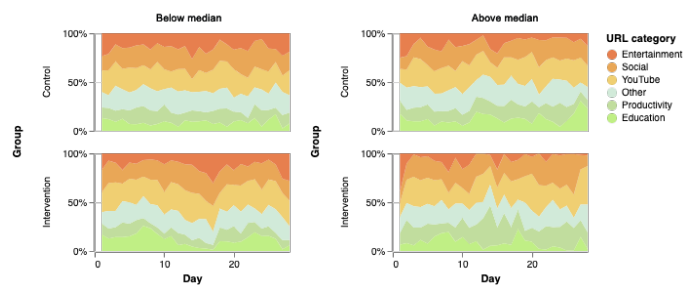 Below median
Above median
URL category
Entertainment
Social
YouTube
Other
Productivity
Education
Group
Control
100%
50%
0%
Group
Control
100%
50%
0%
Intervention
100%
50%
0%
Intervention
100%
50%
0%
0
10
20
0
10
20
Day
Day